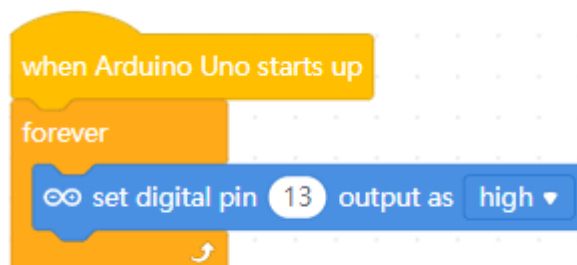 when Arduino Uno starts up
forever
set digital pin 13 output as high